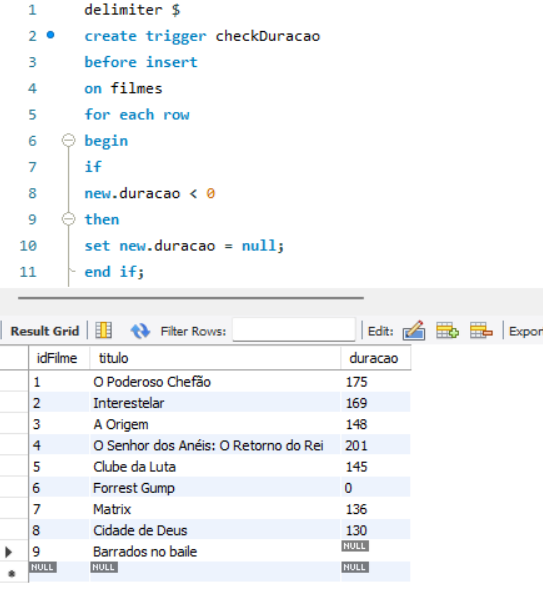 1 delimiter $
2 create trigger checkDuracao
3 before insert
4 on filmes
5 for each row
6 begin
7 if
8 new.duracao < 0
9 then
10 set new.duracao = null;
11 end if;
Result Grid Filter Rows: Edit: Expor
idFilme titulo duracao
1 O Poderoso Chefão 175
2 Interestelar 169
3 A Origem 148
4 O Senhor dos Anéis: O Retorno do Rei 201
5 Clube da Luta 145
6 Forrest Gump 0
7 Matrix 136
8 Cidade de Deus 130
9 Barrados no baile NULL
NULL NULL NULL